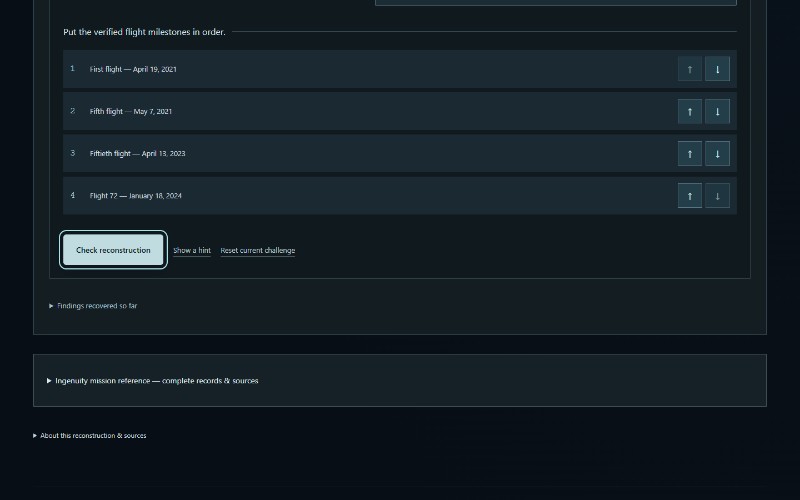 Put the verified flight milestones in order.
1 First flight — April 19, 2021 ↑ ↓
2 Fifth flight — May 7, 2021 ↑ ↓
3 Fiftieth flight — April 13, 2023 ↑ ↓
4 Flight 72 — January 18, 2024 ↑ ↓
Check reconstruction Show a hint Reset current challenge
▶ Findings recovered so far
▶ Ingenuity mission reference — complete records & sources
▶ About this reconstruction & sources